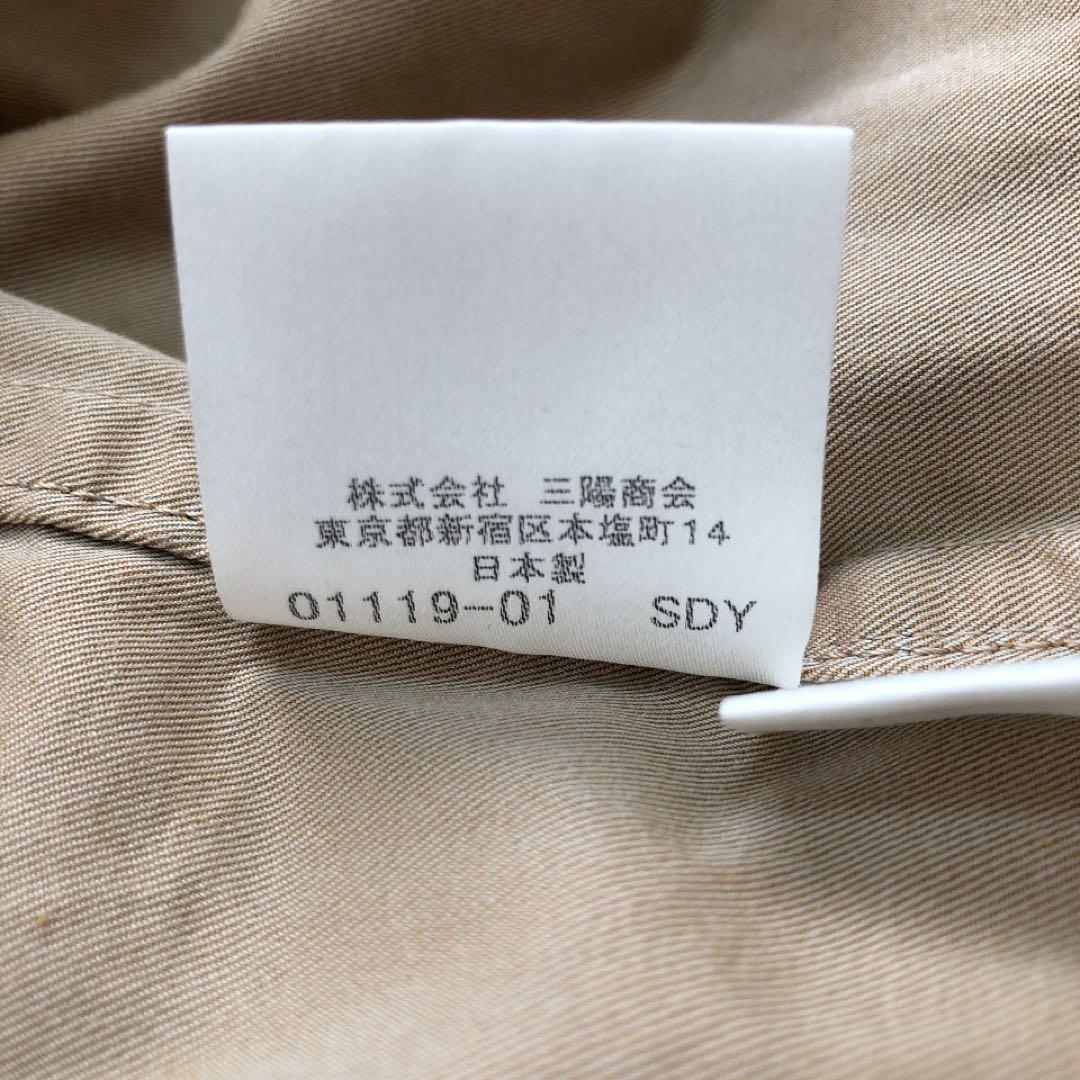 株式会社 三陽商会
東京都新宿区本塩町14
日本製
01119-01 SDY